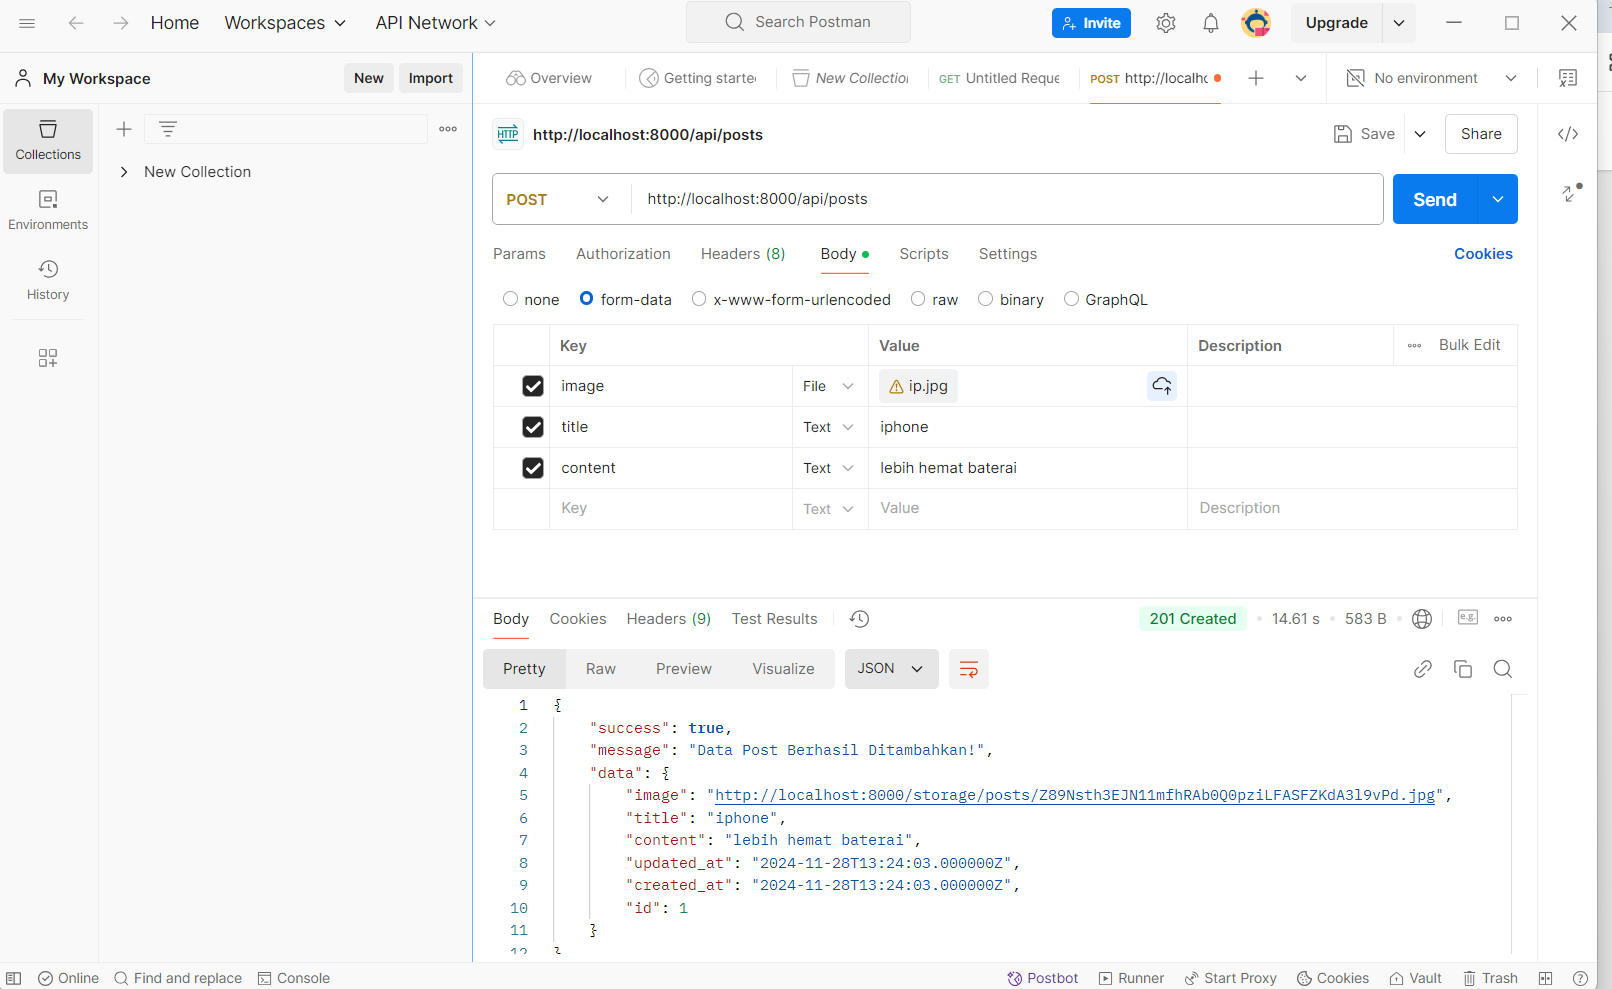 Home Workspaces API Network Search Postman Invite Upgrade
My Workspace New Import Overview Getting starte New Collectio GET Untitled Reque POST http://localhc No environment
Collections
New Collection
Environments
History
HTTP http://localhost:8000/api/posts Save Share
POST http://localhost:8000/api/posts Send
Params Authorization Headers (8) Body Scripts Settings Cookies
none form-data x-www-form-urlencoded raw binary GraphQL
Key Value Description Bulk Edit
image File ip.jpg
title Text iphone
content Text lebih hemat baterai
Key Text Value Description
Body Cookies Headers (9) Test Results 201 Created 14.61 s 583 B e.g.
Pretty Raw Preview Visualize JSON
1 {
2 "success": true,
3 "message": "Data Post Berhasil Ditambahkan!",
4 "data": {
5 "image": "http://localhost:8000/storage/posts/Z89Nsth3EJN11mfhRAb0Q0pziLFASFZKdA3l9vPd.jpg",
6 "title": "iphone",
7 "content": "lebih hemat baterai",
8 "updated_at": "2024-11-28T13:24:03.000000Z",
9 "created_at": "2024-11-28T13:24:03.000000Z",
10 "id": 1
11 }
12 }
Online Find and replace Console Postbot Runner Start Proxy Cookies Vault Trash